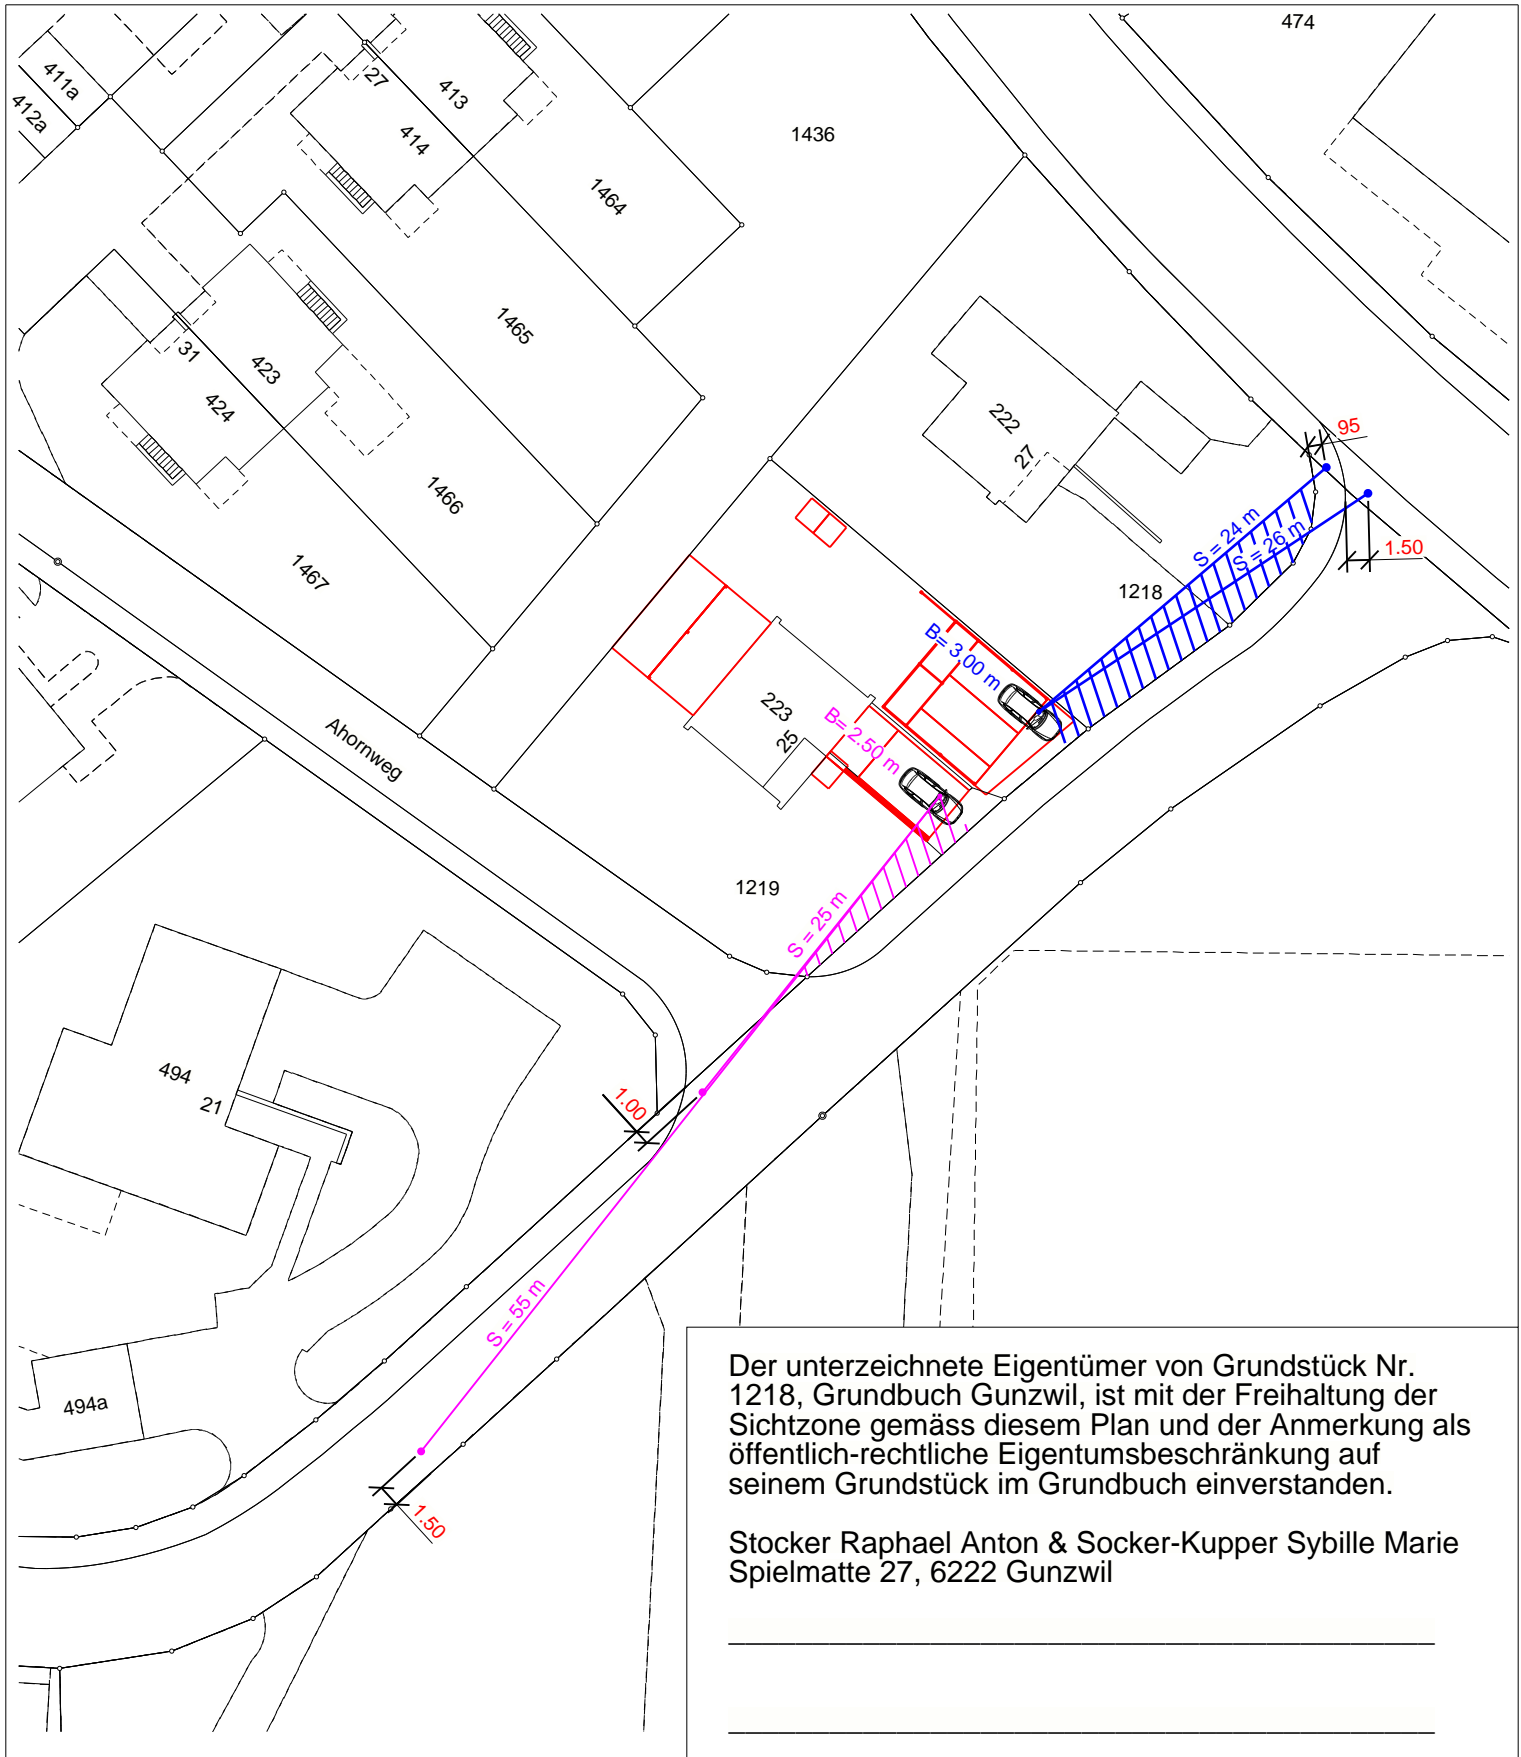 474
411a
412a
27
413
414
1436
1464
1465
31
423
424
1466
222
27
95
1467
S = 24 m
S = 26 m
1.50
1218
B= 3.00 m
223
25
B= 2.50 m
Ahornweg
1219
S = 25 m
494
21
1.00
S = 55 m
494a
1.50
Der unterzeichnete Eigentümer von Grundstück Nr.
1218, Grundbuch Gunzwil, ist mit der Freihaltung der
Sichtzone gemäss diesem Plan und der Anmerkung als
öffentlich-rechtliche Eigentumsbeschränkung auf
seinem Grundstück im Grundbuch einverstanden.
Stocker Raphael Anton & Socker-Kupper Sybille Marie
Spielmatte 27, 6222 Gunzwil